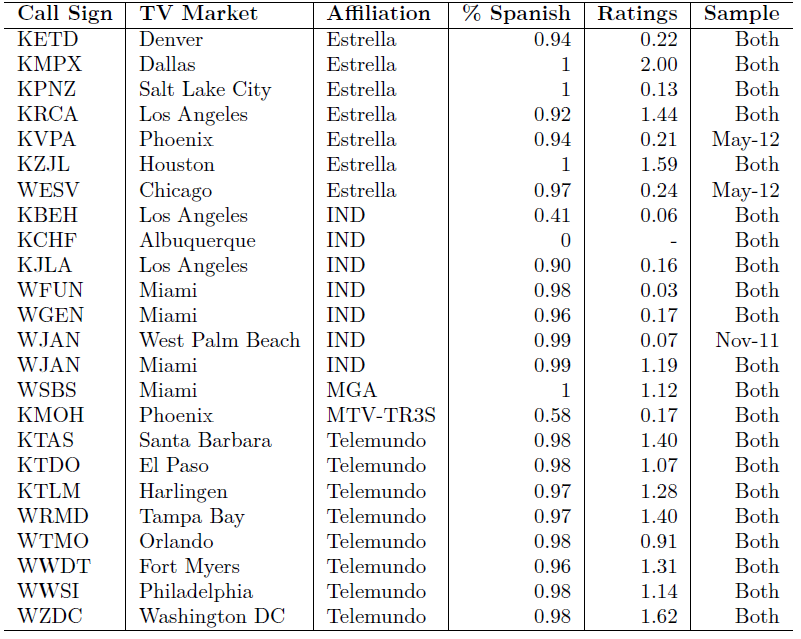 Call Sign TV Market Affiliation % Spanish Ratings Sample
KETD Denver Estrella 0.94 0.22 Both
KMPX Dallas Estrella 1 2.00 Both
KPNZ Salt Lake City Estrella 1 0.13 Both
KRCA Los Angeles Estrella 0.92 1.44 Both
KVPA Phoenix Estrella 0.94 0.21 May-12
KZJL Houston Estrella 1 1.59 Both
WESV Chicago Estrella 0.97 0.24 May-12
KBEH Los Angeles IND 0.41 0.06 Both
KCHF Albuquerque IND 0 - Both
KJLA Los Angeles IND 0.90 0.16 Both
WFUN Miami IND 0.98 0.03 Both
WGEN Miami IND 0.96 0.17 Both
WJAN West Palm Beach IND 0.99 0.07 Nov-11
WJAN Miami IND 0.99 1.19 Both
WSBS Miami MGA 1 1.12 Both
KMOH Phoenix MTV-TR3S 0.58 0.17 Both
KTAS Santa Barbara Telemundo 0.98 1.40 Both
KTDO El Paso Telemundo 0.98 1.07 Both
KTLM Harlingen Telemundo 0.97 1.28 Both
WRMD Tampa Bay Telemundo 0.97 1.40 Both
WTMO Orlando Telemundo 0.98 0.91 Both
WWDT Fort Myers Telemundo 0.96 1.31 Both
WWSI Philadelphia Telemundo 0.98 1.14 Both
WZDC Washington DC Telemundo 0.98 1.62 Both